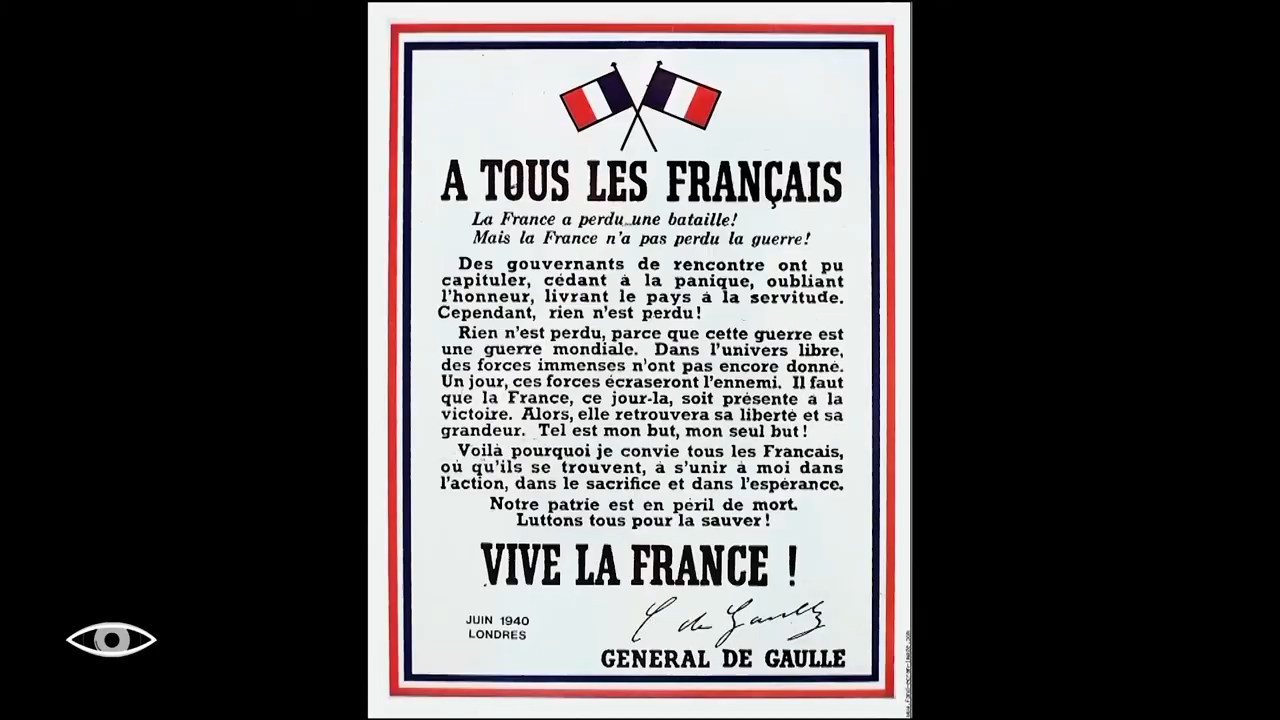 A TOUS LES FRANÇAIS
La France a perdu une bataille!
Mais la France n'a pas perdu la guerre!
Des gouvernants de rencontre ont pu
capituler, cédant à la panique, oubliant
l'honneur, livrant le pays à la servitude.
Cependant, rien n'est perdu!
Rien n'est perdu, parce que cette guerre est
une guerre mondiale. Dans l'univers libre,
des forces immenses n'ont pas encore donné.
Un jour, ces forces écraseront l'ennemi. Il faut
que la France, ce jour-la, soit présente à la
victoire. Alors, elle retrouvera sa liberté et sa
grandeur. Tel est mon but, mon seul but!
Voilà pourquoi je convie tous les Francais,
où qu'ils se trouvent, à s'unir à moi dans
l'action, dans le sacrifice et dans l'espérance.
Notre patrie est en péril de mort.
Luttons tous pour la sauver!
VIVE LA FRANCE !
C de Gaulle
JUIN 1940
LONDRES
GENERAL DE GAULLE